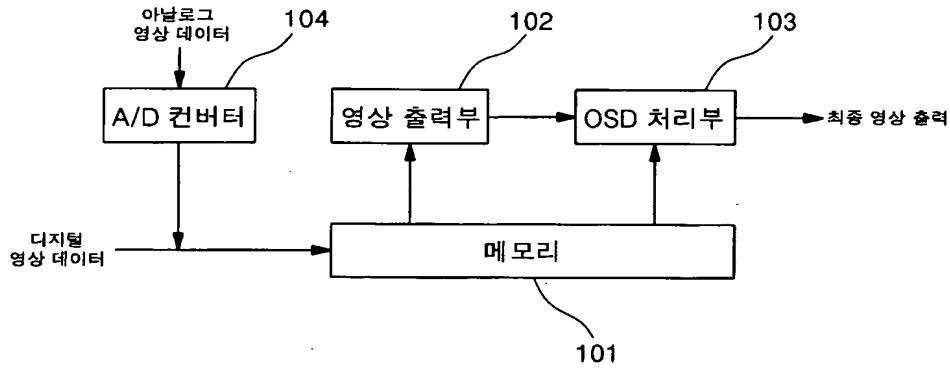 아날로그
영상 데이터
104
102
103
A/D 컨버터
영상 출력부
OSD 처리부
최종 영상 출력
디지털
영상 데이터
메모리
101